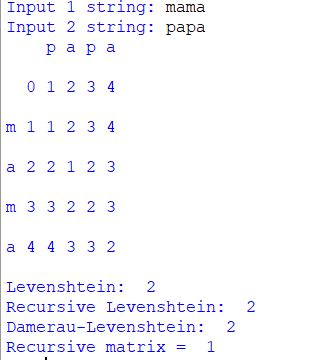 Input 1 string: mama
Input 2 string: papa
p a p a
0 1 2 3 4
m 1 1 2 3 4
a 2 2 1 2 3
m 3 3 2 2 3
a 4 4 3 3 2
Levenshtein:  2
Recursive Levenshtein:  2
Damerau-Levenshtein:  2
Recursive matrix =  1